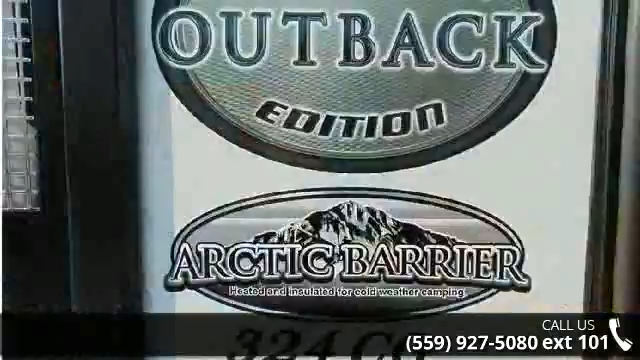 OUTBACK
EDITION
ARCTIC BARRIER
Heated and insulated for cold weather camping
CALL US
(559) 927-5080 ext 101